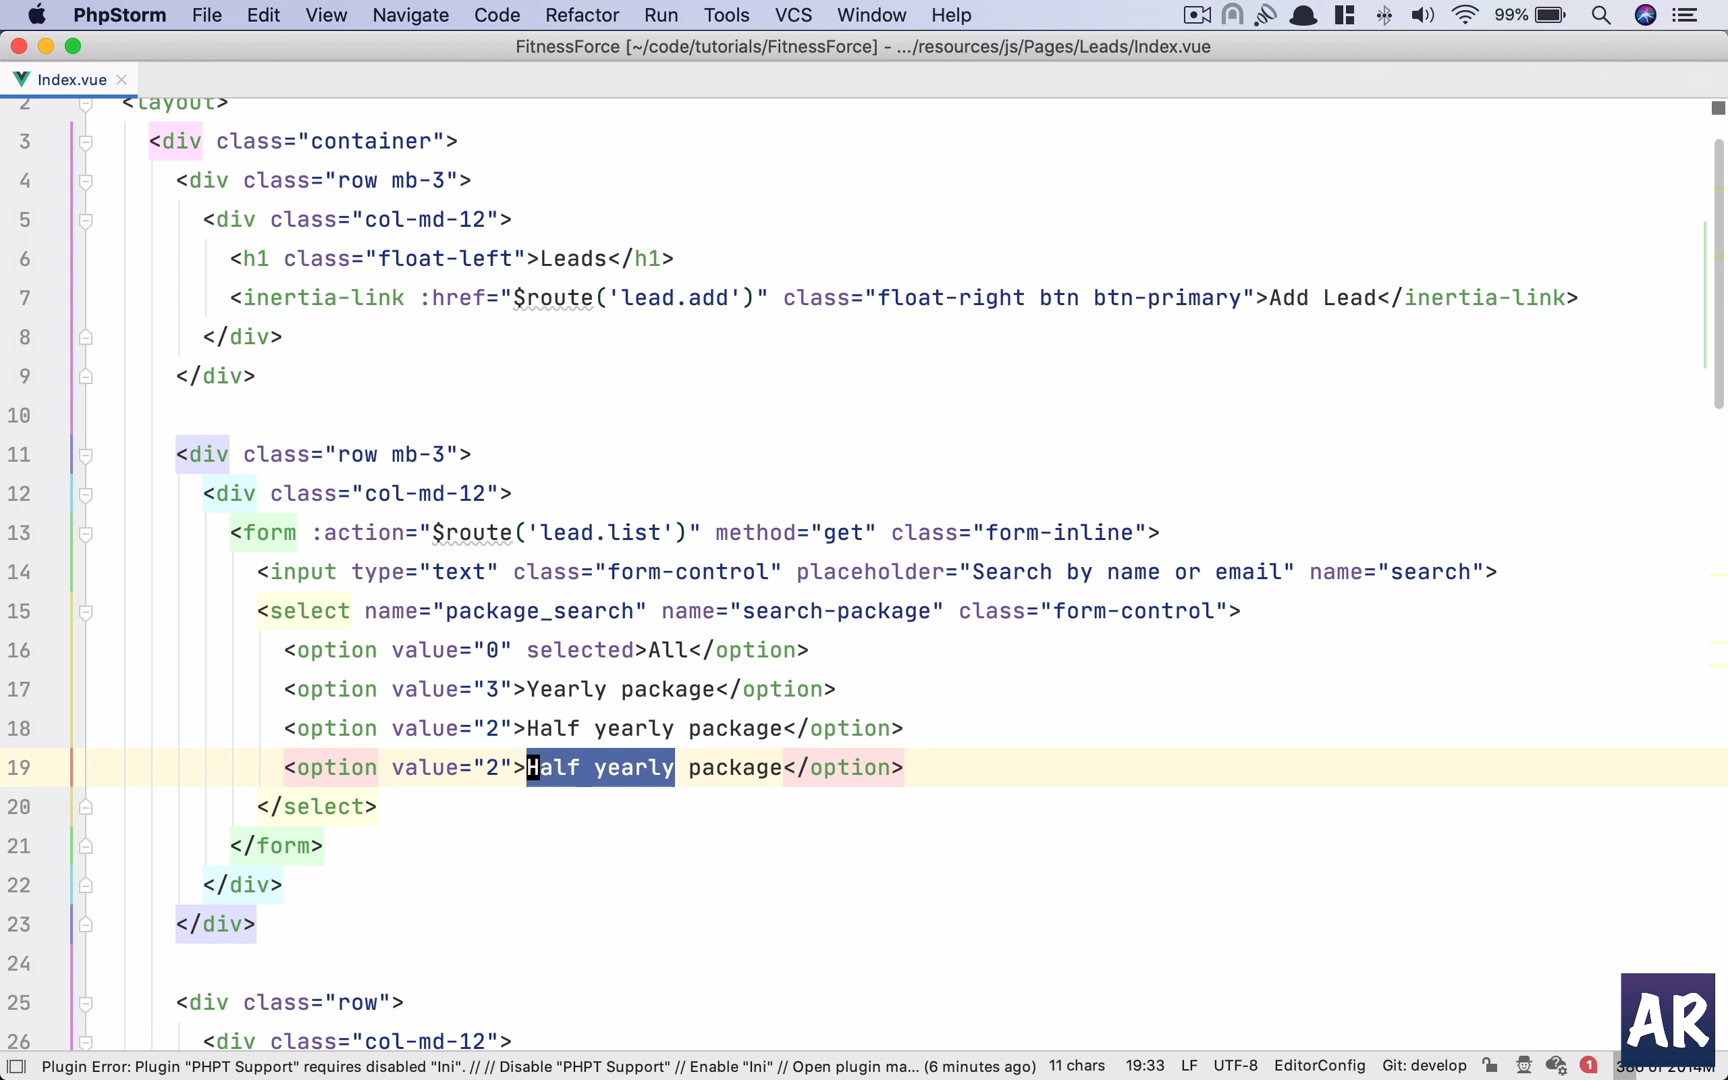 PhpStorm File Edit View Navigate Code Refactor Run Tools VCS Window Help 99%
FitnessForce [~/code/tutorials/FitnessForce] - .../resources/js/Pages/Leads/Index.vue
Index.vue
2 <layout>
3 <div class="container">
4 <div class="row mb-3">
5 <div class="col-md-12">
6 <h1 class="float-left">Leads</h1>
7 <inertia-link :href="$route('lead.add')" class="float-right btn btn-primary">Add Lead</inertia-link>
8 </div>
9 </div>
10
11 <div class="row mb-3">
12 <div class="col-md-12">
13 <form :action="$route('lead.list')" method="get" class="form-inline">
14 <input type="text" class="form-control" placeholder="Search by name or email" name="search">
15 <select name="package_search" name="search-package" class="form-control">
16 <option value="0" selected>All</option>
17 <option value="3">Yearly package</option>
18 <option value="2">Half yearly package</option>
19 <option value="2">Half yearly package</option>
20 </select>
21 </form>
22 </div>
23 </div>
24
25 <div class="row">
26 <div class="col-md-12">
AR
Plugin Error: Plugin "PHPT Support" requires disabled "Ini". // // Disable "PHPT Support" // Enable "Ini" // Open plugin ma... (6 minutes ago) 11 chars 19:33 LF UTF-8 EditorConfig Git: develop 1